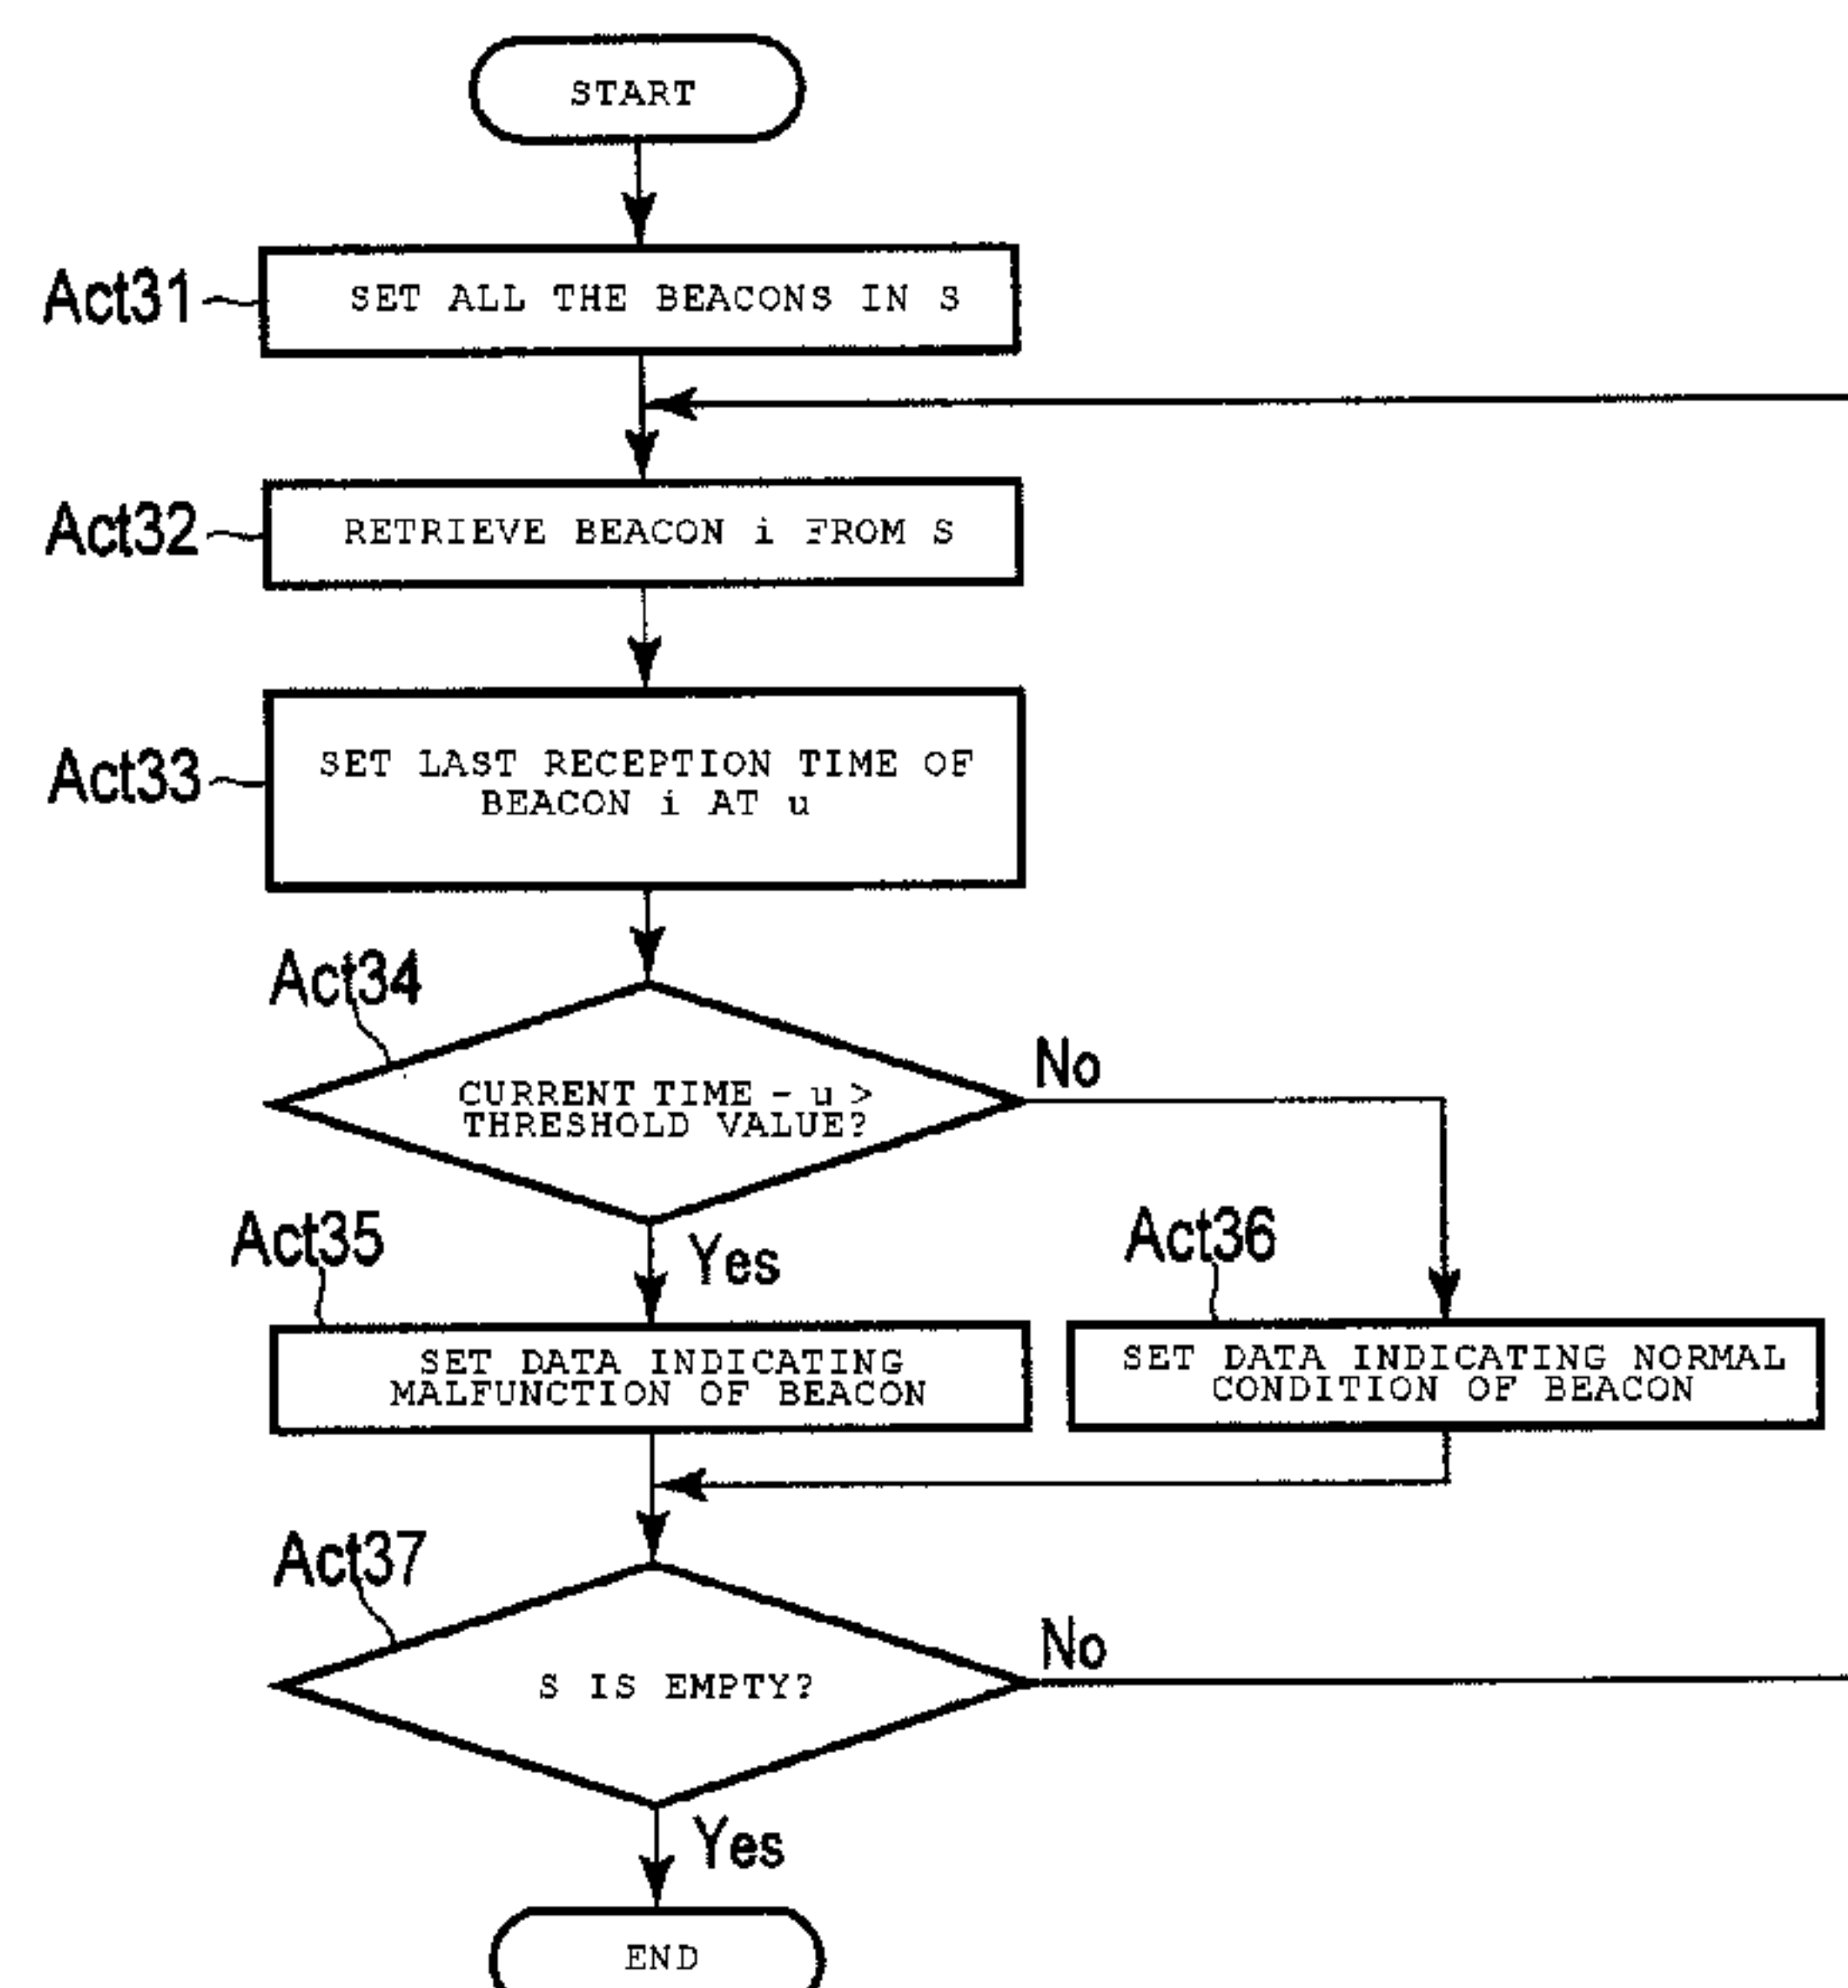 START
Act31
SET ALL THE BEACONS IN S
Act32
RETRIEVE BEACON i FROM S
Act33
SET LAST RECEPTION TIME OF
BEACON i AT u
Act34
CURRENT TIME - u >
THRESHOLD VALUE?
No
Yes
Act35
SET DATA INDICATING
MALFUNCTION OF BEACON
Act36
SET DATA INDICATING NORMAL
CONDITION OF BEACON
Act37
S IS EMPTY?
No
Yes
END